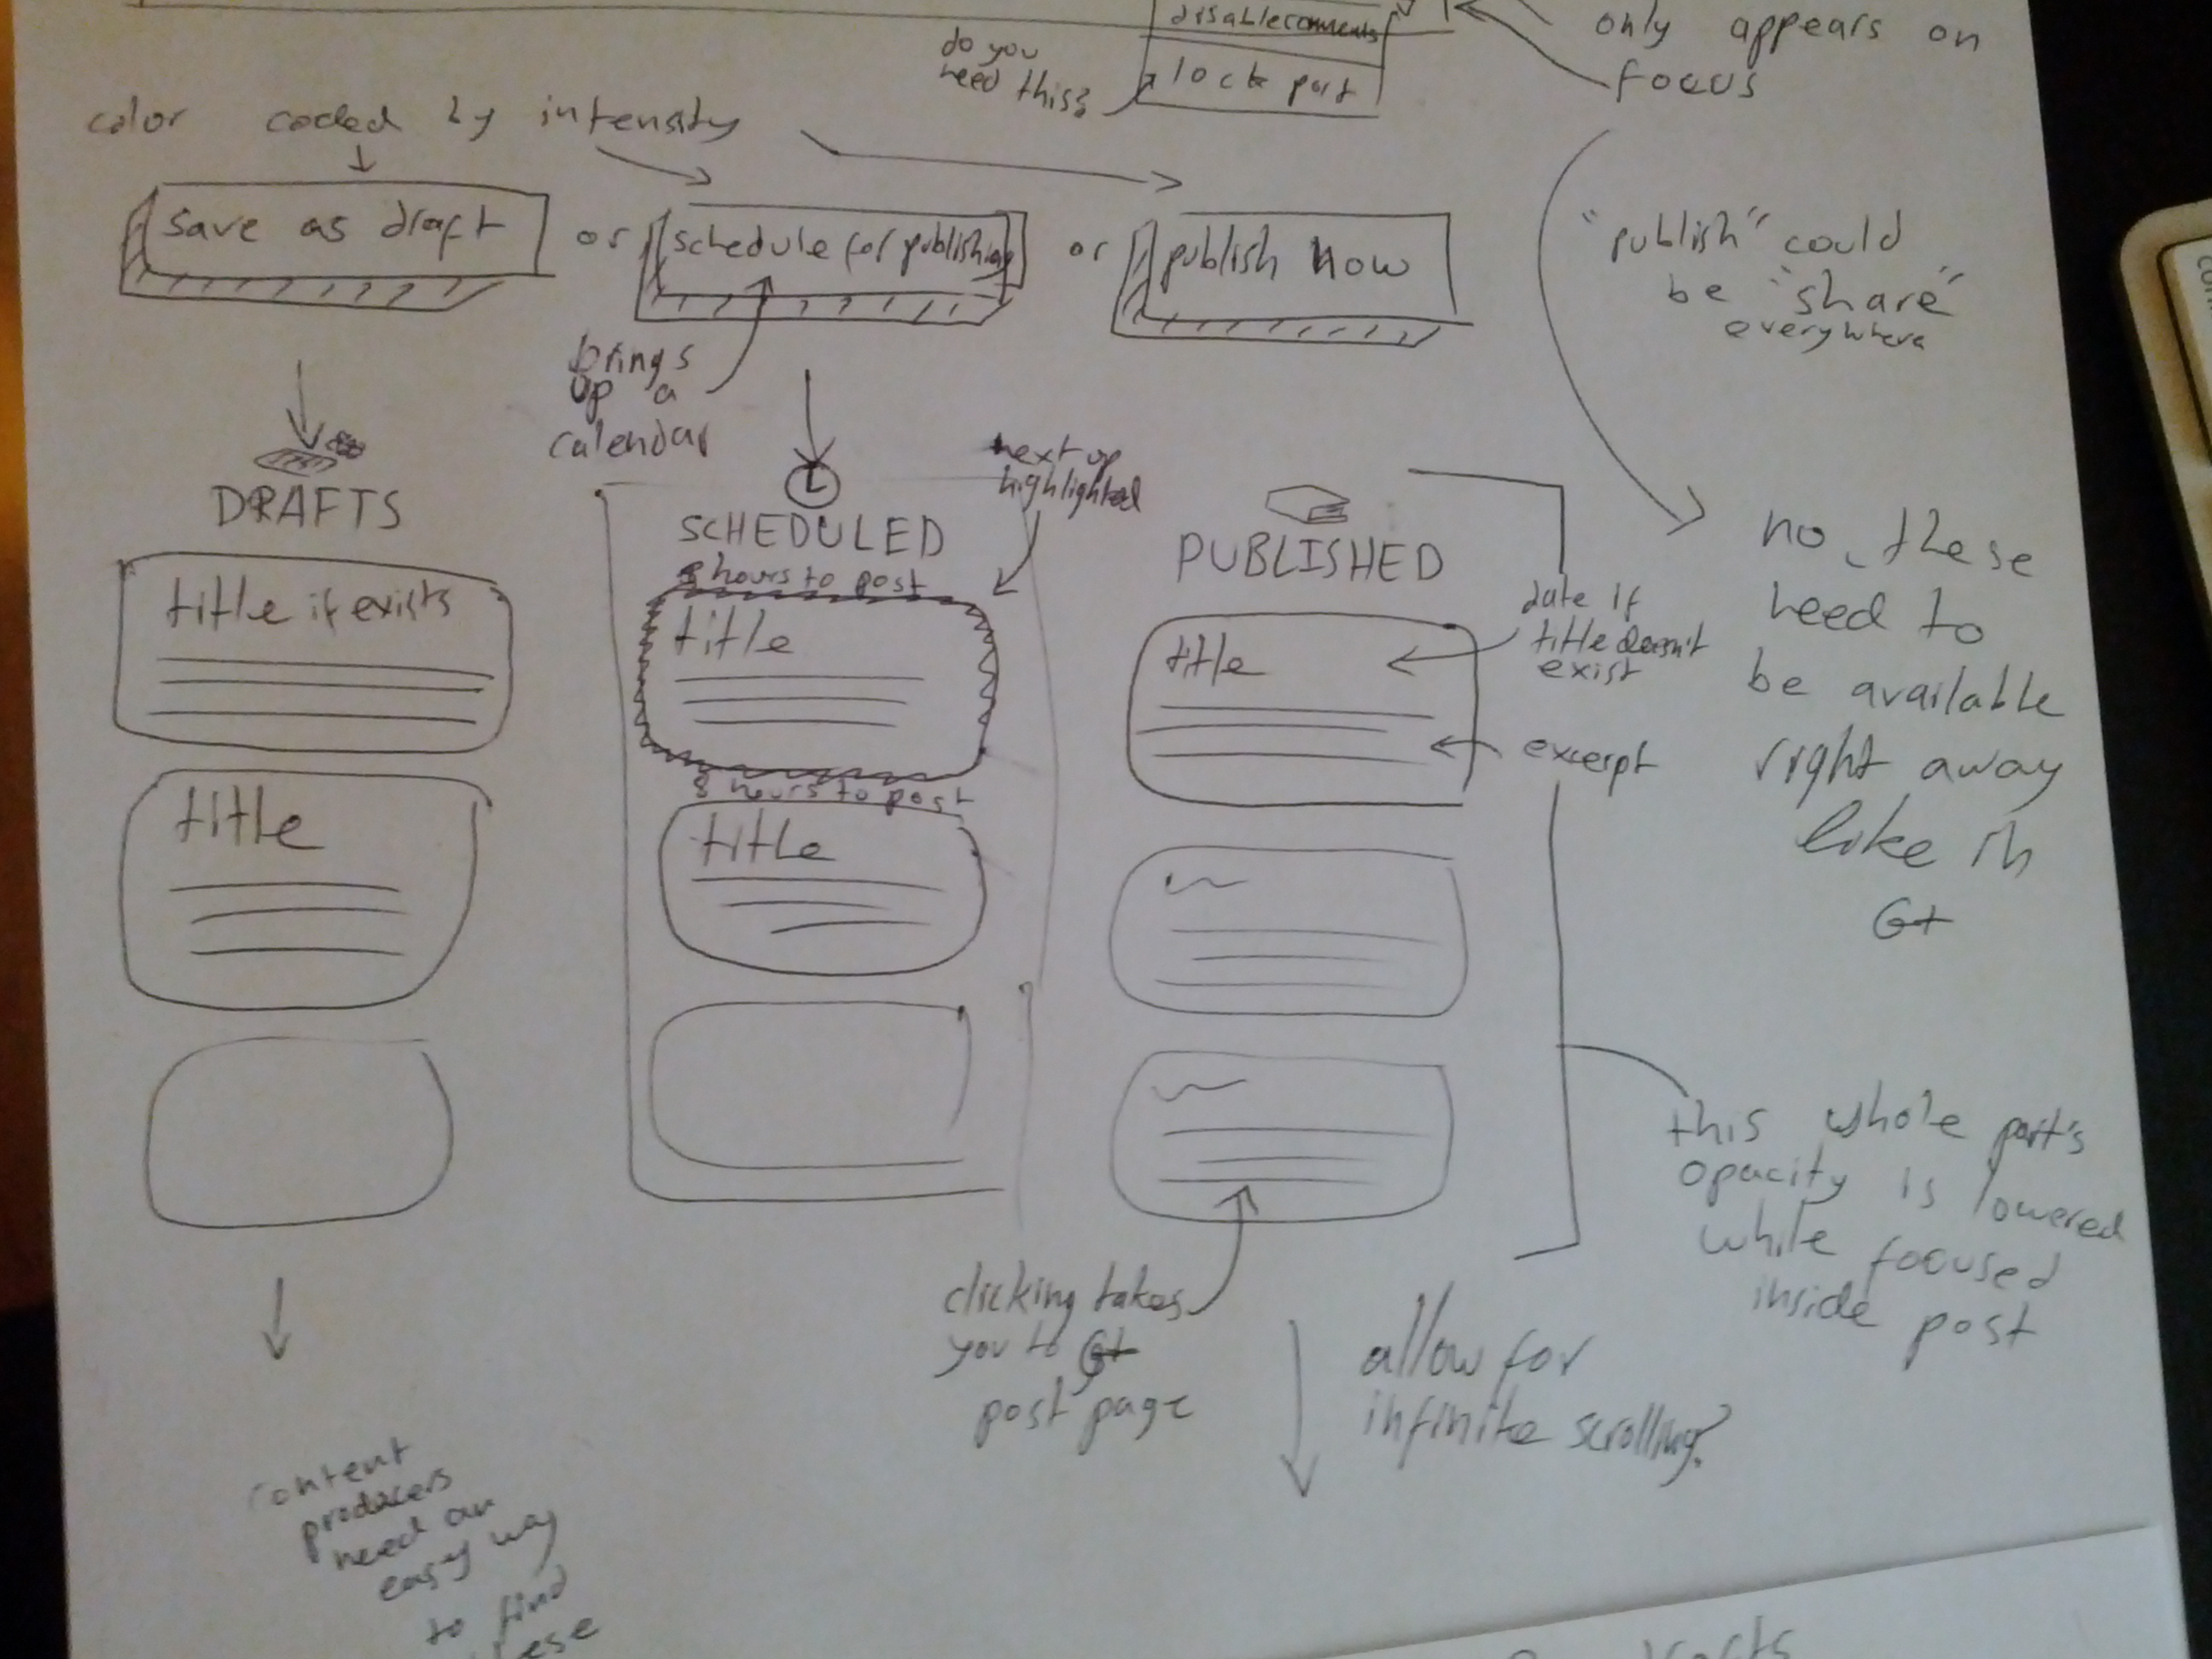 disablecomments
lock post
do you
need this?
only appears on
focus
color coded by intensity
save as draft
or
schedule for publishing
or
publish now
"publish" could
be "share"
everywhere
brings
up a
calendar
next up
highlighted
DRAFTS
SCHEDULED
PUBLISHED
hours to post
title if exists
title
title
date if
title doesn't
exist
excerpt
no, these
need to
be available
right away
like in
G+
8 hours to post
title
title
this whole part's
opacity is lowered
while focused
inside post
clicking takes
you to G+
post page
allow for
infinite scrolling?
content
producers
need an
easy way
to find